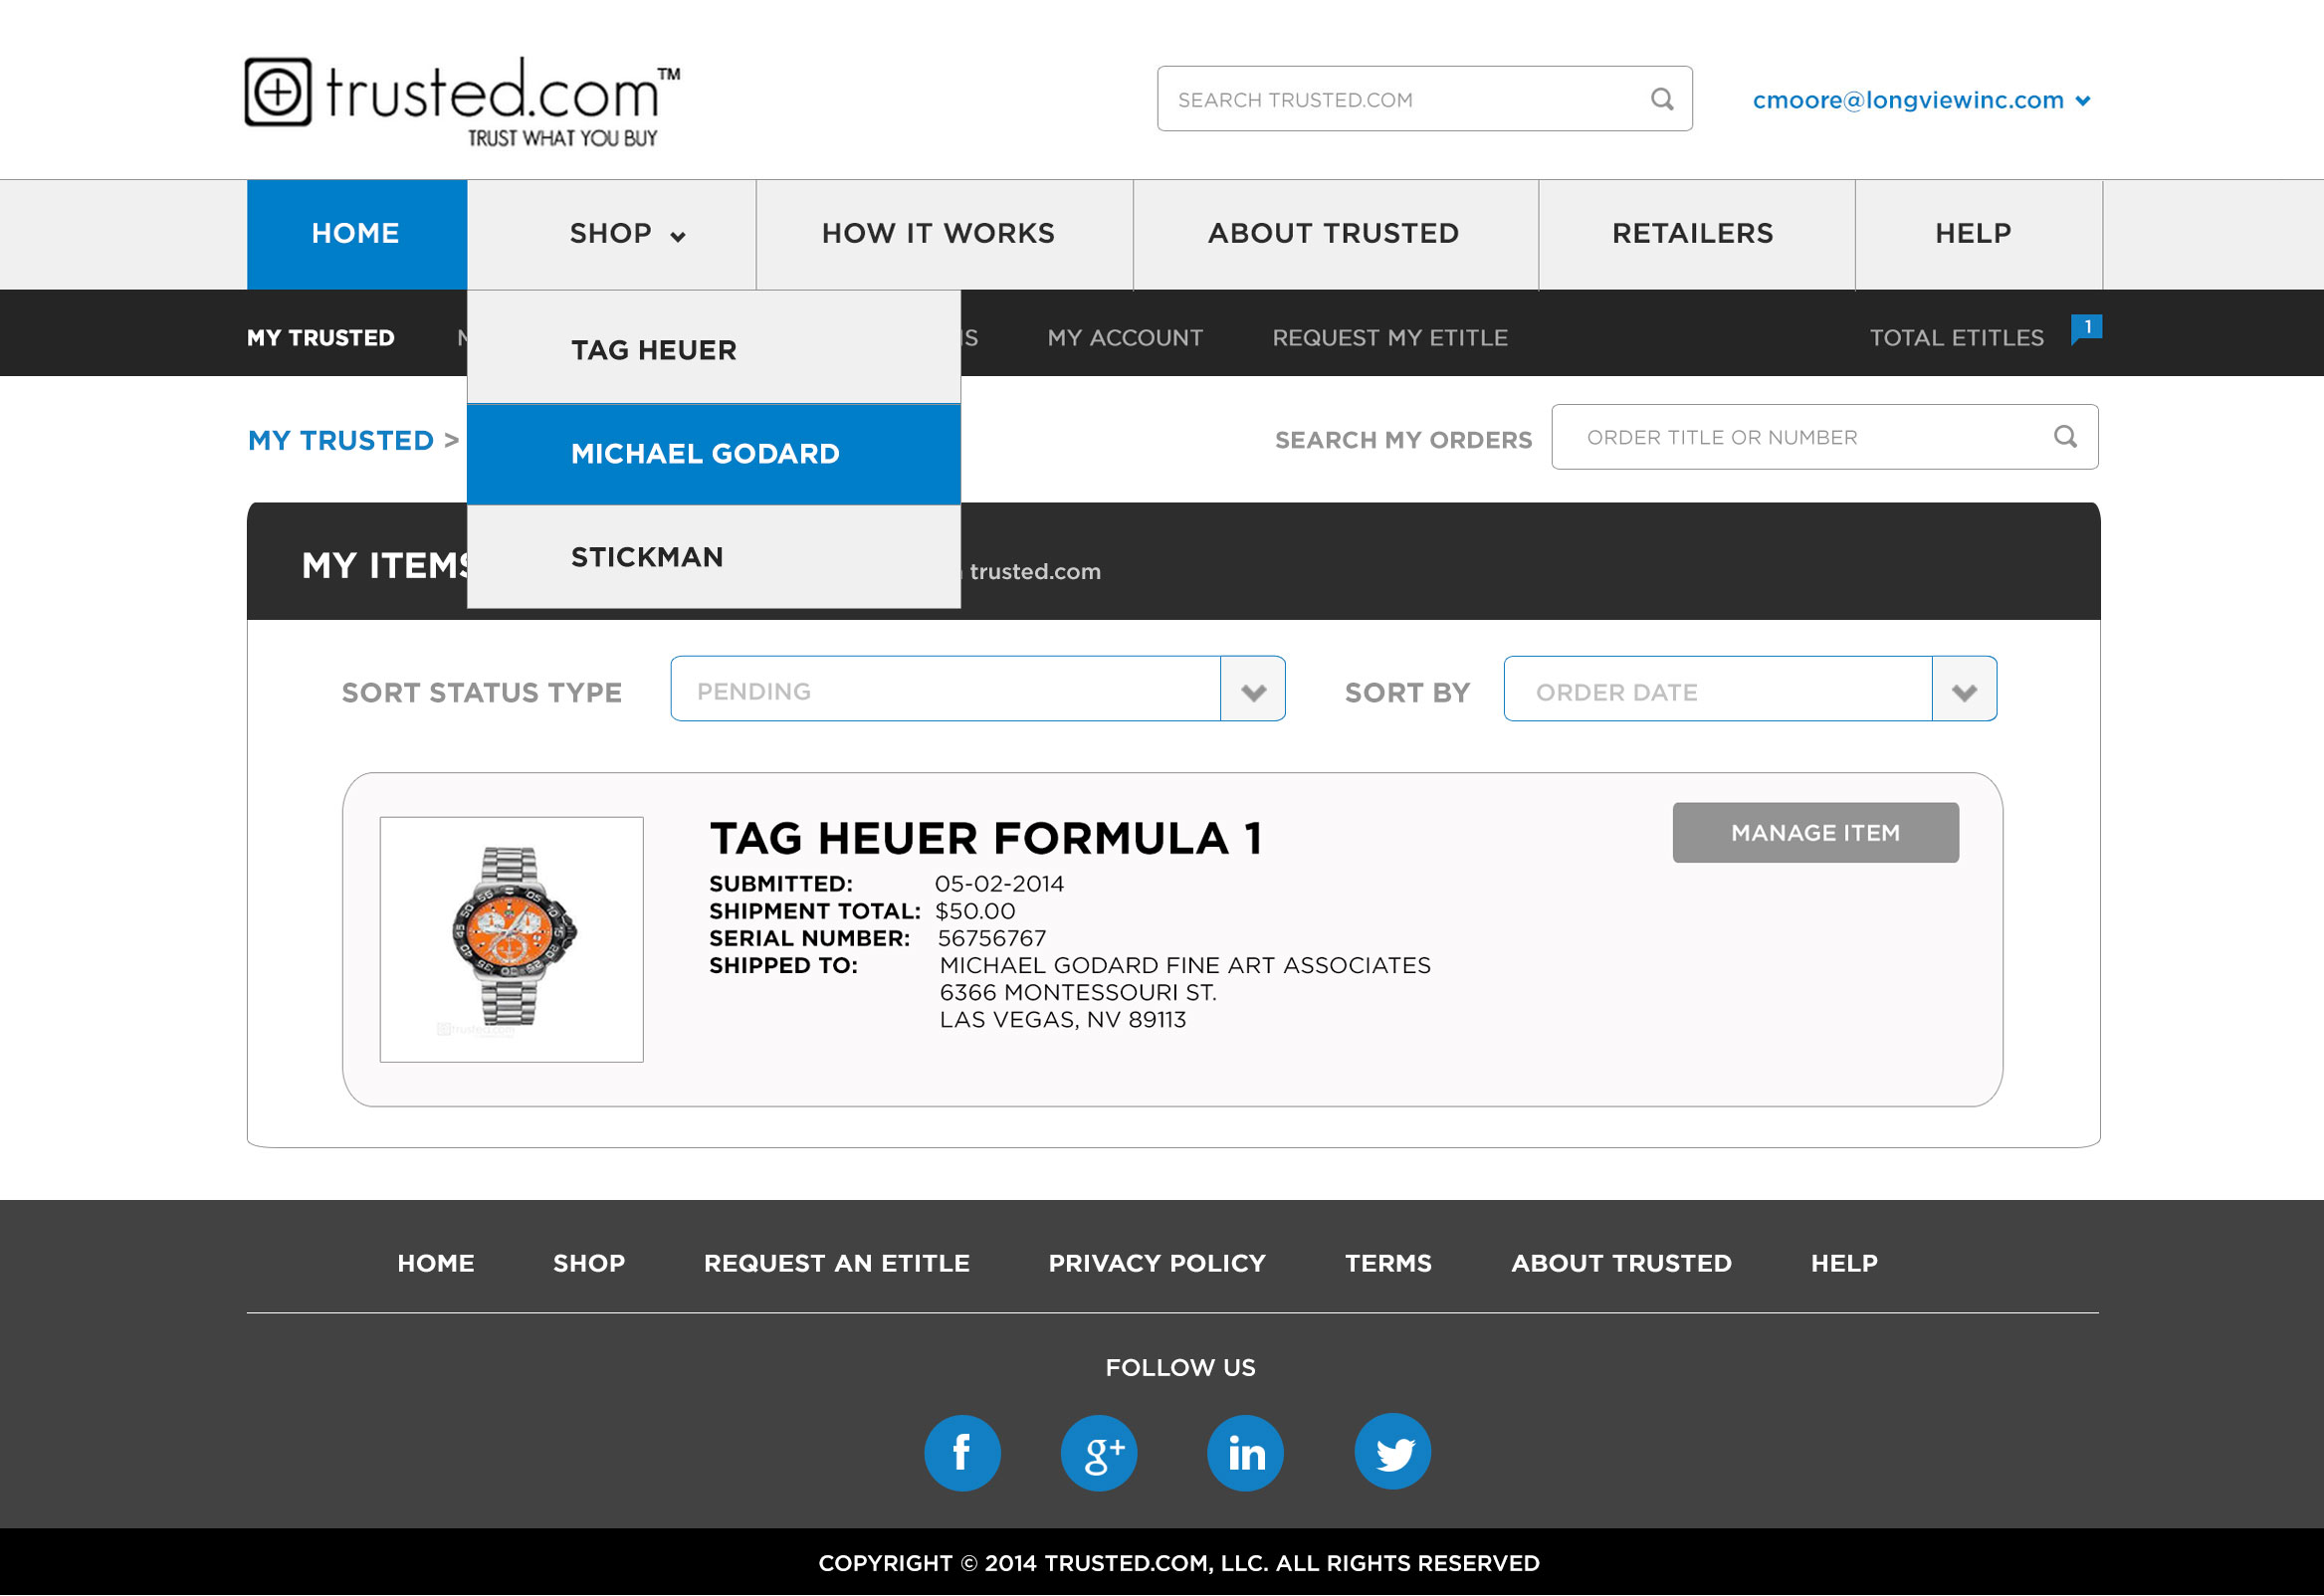 trusted.com™
TRUST WHAT YOU BUY
SEARCH TRUSTED.COM
cmoore@longviewinc.com
HOME
SHOP
HOW IT WORKS
ABOUT TRUSTED
RETAILERS
HELP
MY TRUSTED
MY ACCOUNT
REQUEST MY ETITLE
TOTAL ETITLES
1
TAG HEUER
MICHAEL GODARD
STICKMAN
MY TRUSTED >
SEARCH MY ORDERS
ORDER TITLE OR NUMBER
MY ITEMS
trusted.com
SORT STATUS TYPE
PENDING
SORT BY
ORDER DATE
TAG HEUER FORMULA 1
MANAGE ITEM
SUBMITTED: 05-02-2014
SHIPMENT TOTAL: $50.00
SERIAL NUMBER: 56756767
SHIPPED TO: MICHAEL GODARD FINE ART ASSOCIATES
6366 MONTESSOURI ST.
LAS VEGAS, NV 89113
trusted.com
HOME
SHOP
REQUEST AN ETITLE
PRIVACY POLICY
TERMS
ABOUT TRUSTED
HELP
FOLLOW US
f
g+
in
COPYRIGHT © 2014 TRUSTED.COM, LLC. ALL RIGHTS RESERVED